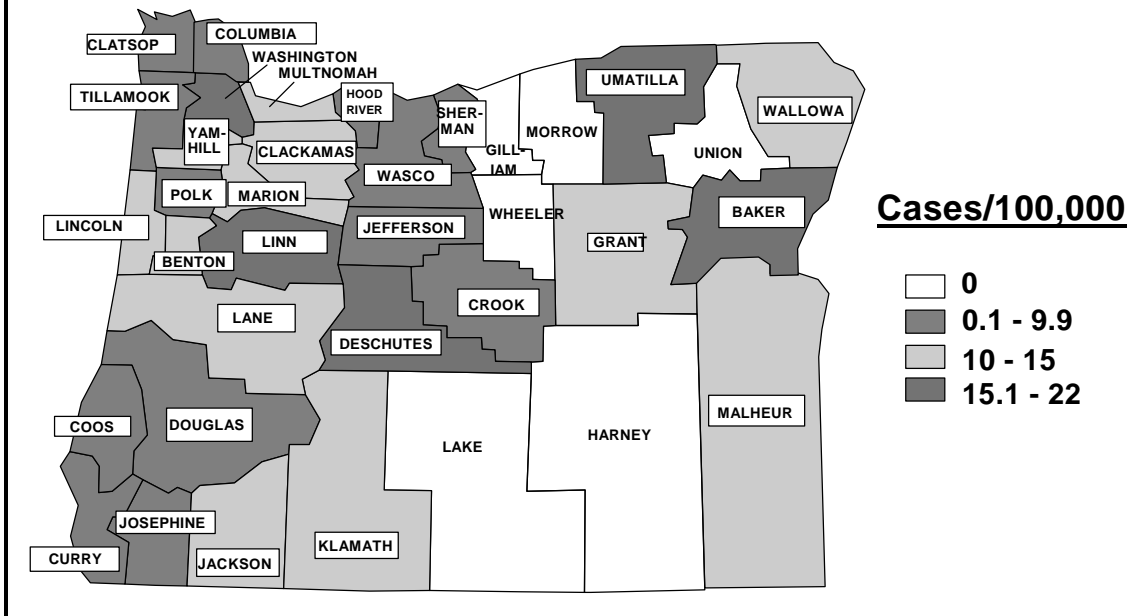 COLUMBIA
CLATSOP
WASHINGTON
MULTNOMAH
TILLAMOOK
HOOD
RIVER
UMATILLA
WALLOWA
SHER-
MAN
YAM-
HILL
MORROW
CLACKAMAS
GILL-
IAM
UNION
WASCO
POLK
MARION
WHEELER
BAKER
LINCOLN
JEFFERSON
LINN
GRANT
BENTON
CROOK
LANE
DESCHUTES
MALHEUR
COOS
DOUGLAS
HARNEY
LAKE
JOSEPHINE
KLAMATH
CURRY
JACKSON
Cases/100,000
0
0.1 - 9.9
10 - 15
15.1 - 22